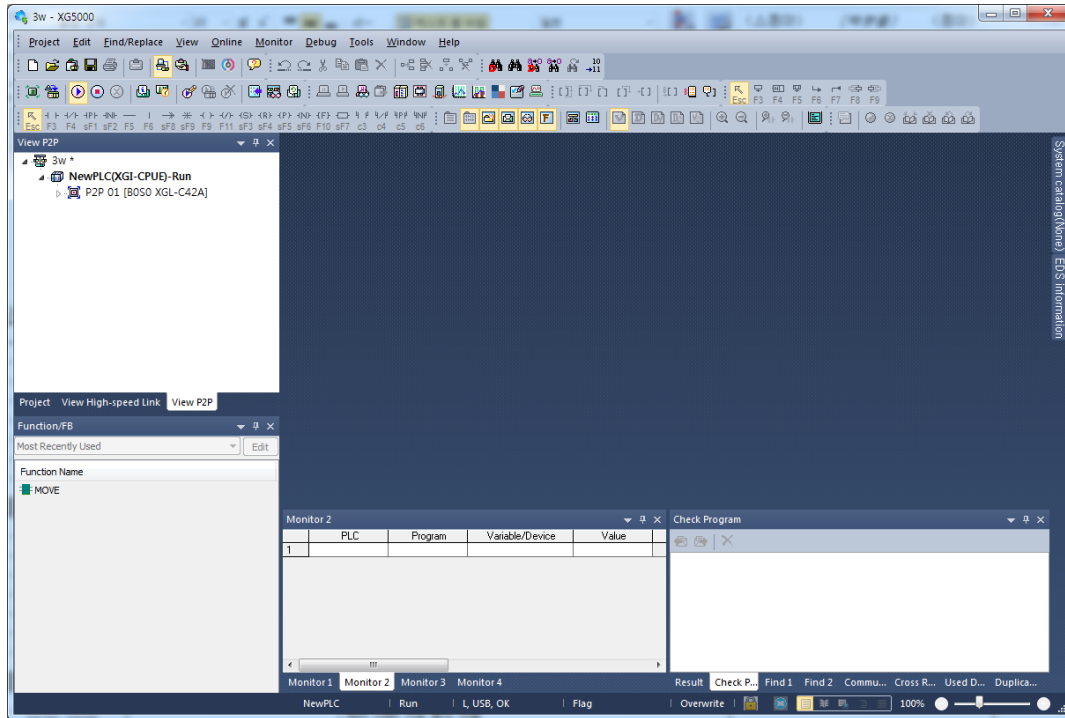 3w - XG5000
Project Edit Find/Replace View Online Monitor Debug Tools Window Help
Esc F3 F4 F5 F6 F7 F8 F9
Esc F3 F4 sF1 sF2 F5 F6 sF8 sF9 F9 F11 sF3 sF4 sF5 sF6 F10 sF7 c3 c4 c5 c6
View P2P
3w *
NewPLC(XGI-CPUE)-Run
P2P 01 [B0S0 XGL-C42A]
Project View High-speed Link View P2P
Function/FB
Most Recently Used Edit
Function Name
MOVE
System catalog(None)
EDS information
Monitor 2
PLC Program Variable/Device Value
1
Monitor 1 Monitor 2 Monitor 3 Monitor 4
Check Program
Result Check P... Find 1 Find 2 Commu... Cross R... Used D... Duplica...
NewPLC Run L, USB, OK Flag Overwrite 100%